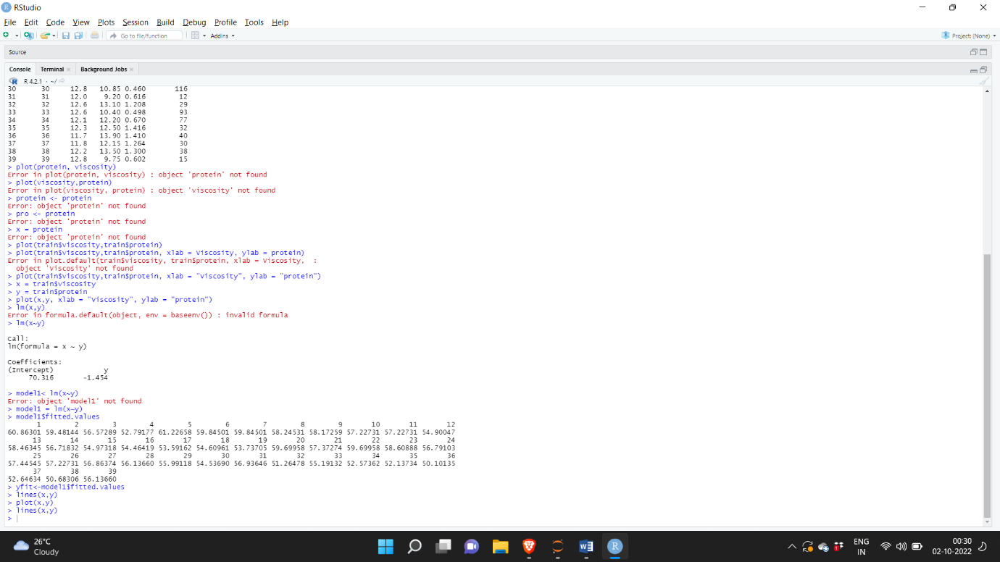 RStudio
File Edit Code View Plots Session Build Debug Profile Tools Help
Go to file/function Addins Project: (None)
Source
Console Terminal Background Jobs
R 4.2.1 · ~/
30 30 12.8 10.85 0.460 116
31 31 12.0 9.20 0.616 12
32 32 12.6 13.10 1.208 29
33 33 12.6 10.40 0.498 93
34 34 12.1 12.20 0.670 77
35 35 12.3 12.50 1.416 32
36 36 11.7 13.90 1.410 40
37 37 11.8 12.15 1.264 30
38 38 12.2 13.50 1.300 38
39 39 12.8 9.75 0.602 15
> plot(protein, viscosity)
Error in plot(protein, viscosity) : object 'protein' not found
> plot(viscosity,protein)
Error in plot(viscosity, protein) : object 'viscosity' not found
> protein <- protein
Error: object 'protein' not found
> pro <- protein
Error: object 'protein' not found
> x = protein
Error: object 'protein' not found
> plot(train$viscosity,train$protein)
> plot(train$viscosity,train$protein, xlab = Viscosity, ylab = protein)
Error in plot.default(train$viscosity, train$protein, xlab = Viscosity, :
object 'Viscosity' not found
> plot(train$viscosity,train$protein, xlab = "Viscosity", ylab = "protein")
> x = train$viscosity
> y = train$protein
> plot(x,y, xlab = "Viscosity", ylab = "protein")
> lm(x,y)
Error in formula.default(object, env = baseenv()) : invalid formula
> lm(x~y)
Call:
lm(formula = x ~ y)
Coefficients:
(Intercept) y
70.316 -1.454
> model1< lm(x~y)
Error: object 'model1' not found
> model1 = lm(x~y)
> model1$fitted.values
1 2 3 4 5 6 7 8 9 10 11 12
60.86301 59.48144 56.57289 52.79177 61.22658 59.84501 59.84501 58.24531 58.17259 57.22731 57.22731 54.90047
13 14 15 16 17 18 19 20 21 22 23 24
58.46345 56.71832 54.97318 54.46419 53.59162 54.60961 53.73705 59.69958 57.37274 59.69958 58.60888 56.79103
25 26 27 28 29 30 31 32 33 34 35 36
57.44545 57.22731 56.86374 56.13660 55.99118 54.53690 56.93646 51.26478 55.19132 52.57362 52.13734 50.10135
37 38 39
52.64634 50.68306 56.13660
> yfit<-model1$fitted.values
> lines(x,y)
> plot(x,y)
> lines(x,y)
>
26°C
Cloudy
ENG
IN
00:30
02-10-2022